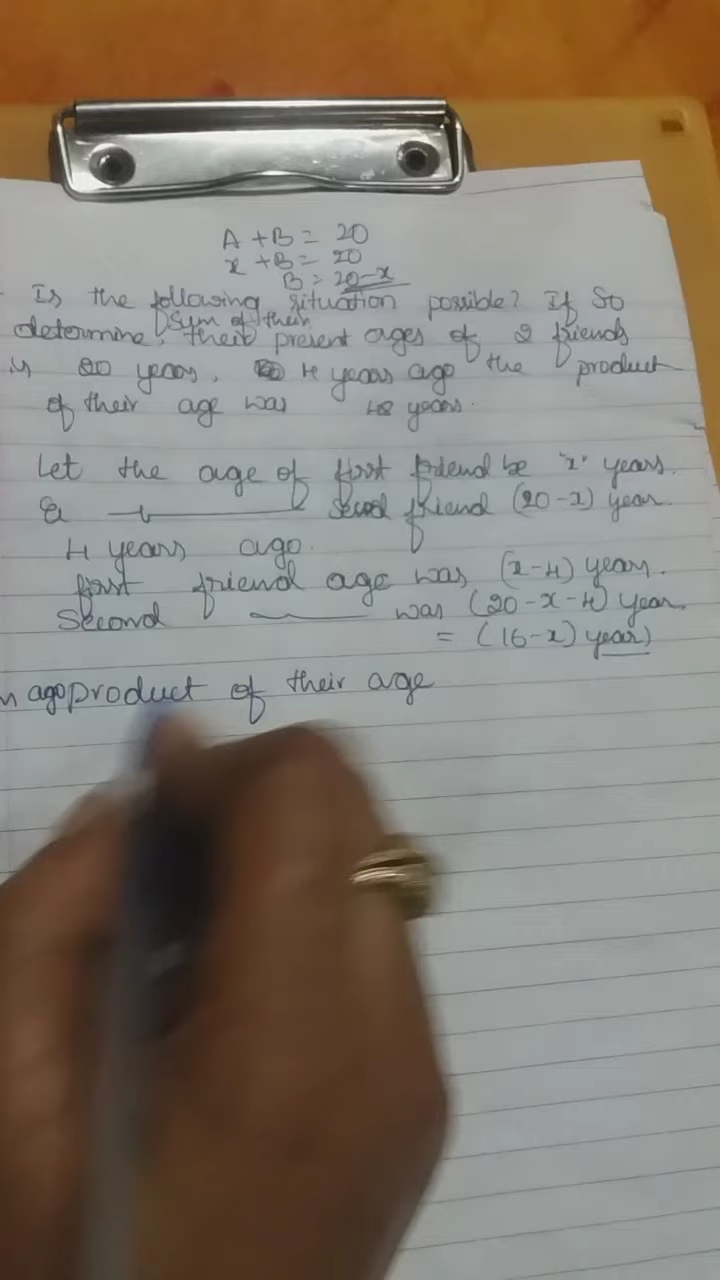 A + B = 20
x + B = 20
B = 20 - x
Is the following situation possible? If so
Sum of their
determine, their present ages of 2 friends
is 20 years. 4 years ago the product
of their age was 48 years.
Let the age of first friend be "x" years.
& second friend (20-x) year
4 years ago.
first friend age was (x-4) years.
Second was (20-x-4) year.
= (16-x) year)
ago product of their age